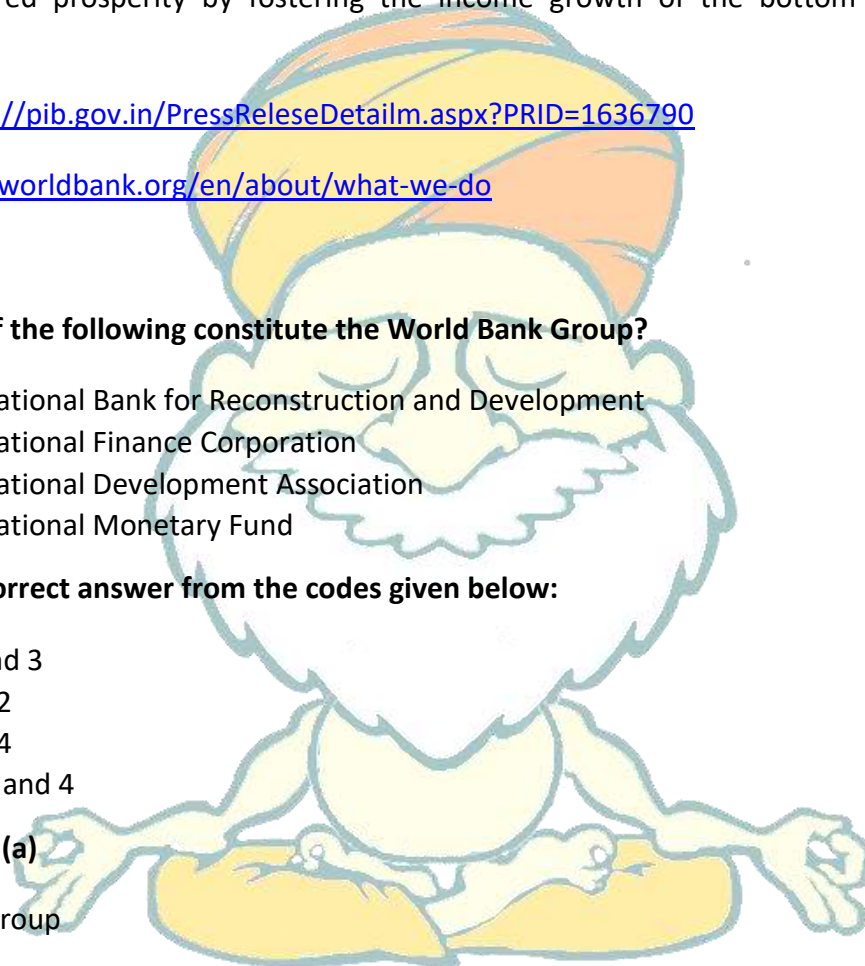 red prosperity by fostering the income growth of the bottom
//pib.gov.in/PressReleseDetailm.aspx?PRID=1636790
worldbank.org/en/about/what-we-do
f the following constitute the World Bank Group?
ational Bank for Reconstruction and Development
ational Finance Corporation
ational Development Association
ational Monetary Fund
orrect answer from the codes given below:
nd 3
2
4
and 4
(a)
roup